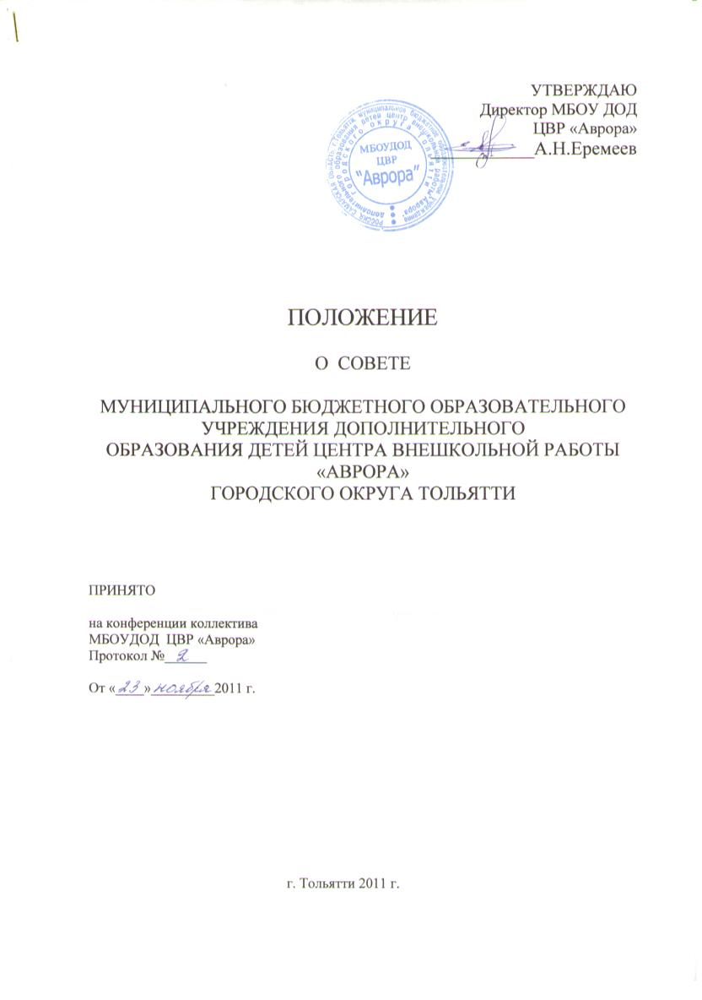 УТВЕРЖДАЮ
Директор МБОУ ДОД
ЦВР «Аврора»
А.Н.Еремеев
МБОУДОД
ЦВР
"Аврора"
ПОЛОЖЕНИЕ
О СОВЕТЕ
МУНИЦИПАЛЬНОГО БЮДЖЕТНОГО ОБРАЗОВАТЕЛЬНОГО
УЧРЕЖДЕНИЯ ДОПОЛНИТЕЛЬНОГО
ОБРАЗОВАНИЯ ДЕТЕЙ ЦЕНТРА ВНЕШКОЛЬНОЙ РАБОТЫ
«АВРОРА»
ГОРОДСКОГО ОКРУГА ТОЛЬЯТТИ
ПРИНЯТО
на конференции коллектива
МБОУДОД ЦВР «Аврора»
Протокол № 2
От «23» ноября 2011 г.
г. Тольятти 2011 г.